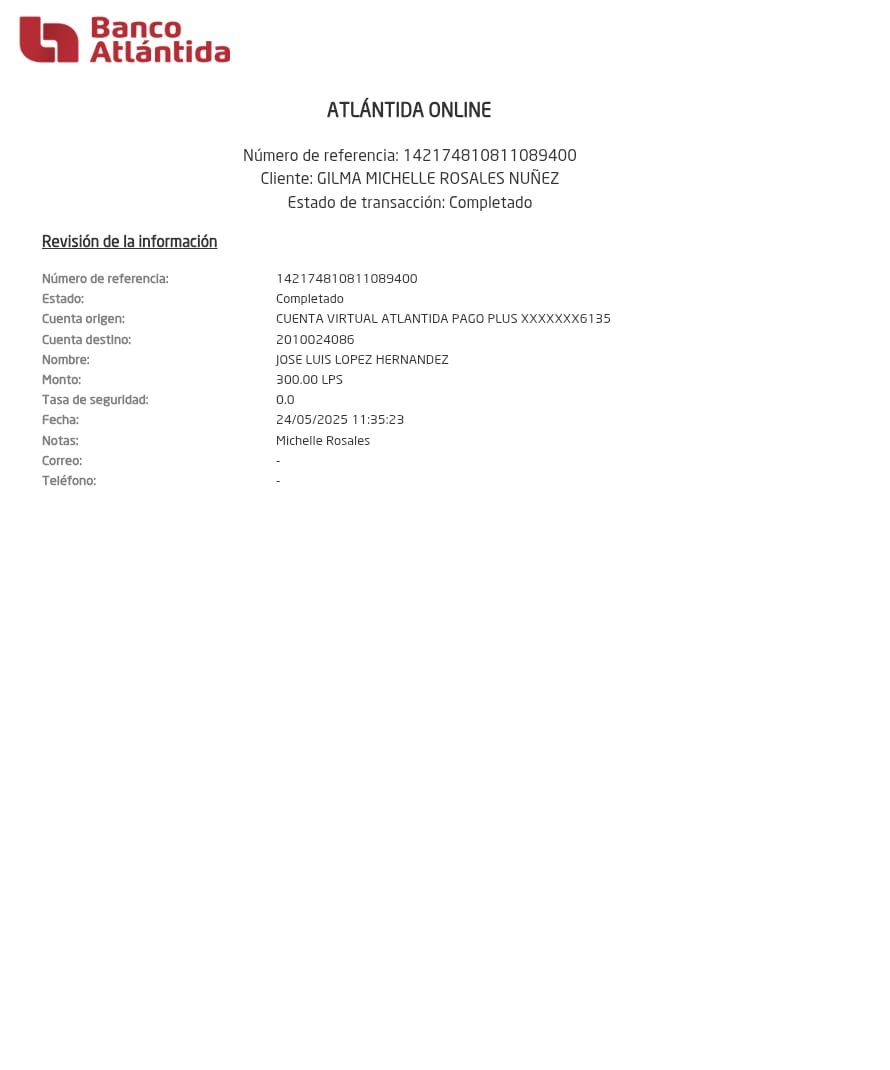 Banco
Atlántida
ATLÁNTIDA ONLINE
Número de referencia: 142174810811089400
Cliente: GILMA MICHELLE ROSALES NUÑEZ
Estado de transacción: Completado
Revisión de la información
Número de referencia: 142174810811089400
Estado: Completado
Cuenta origen: CUENTA VIRTUAL ATLANTIDA PAGO PLUS XXXXXXX6135
Cuenta destino: 2010024086
Nombre: JOSE LUIS LOPEZ HERNANDEZ
Monto: 300.00 LPS
Tasa de seguridad: 0.0
Fecha: 24/05/2025 11:35:23
Notas: Michelle Rosales
Correo: -
Teléfono: -